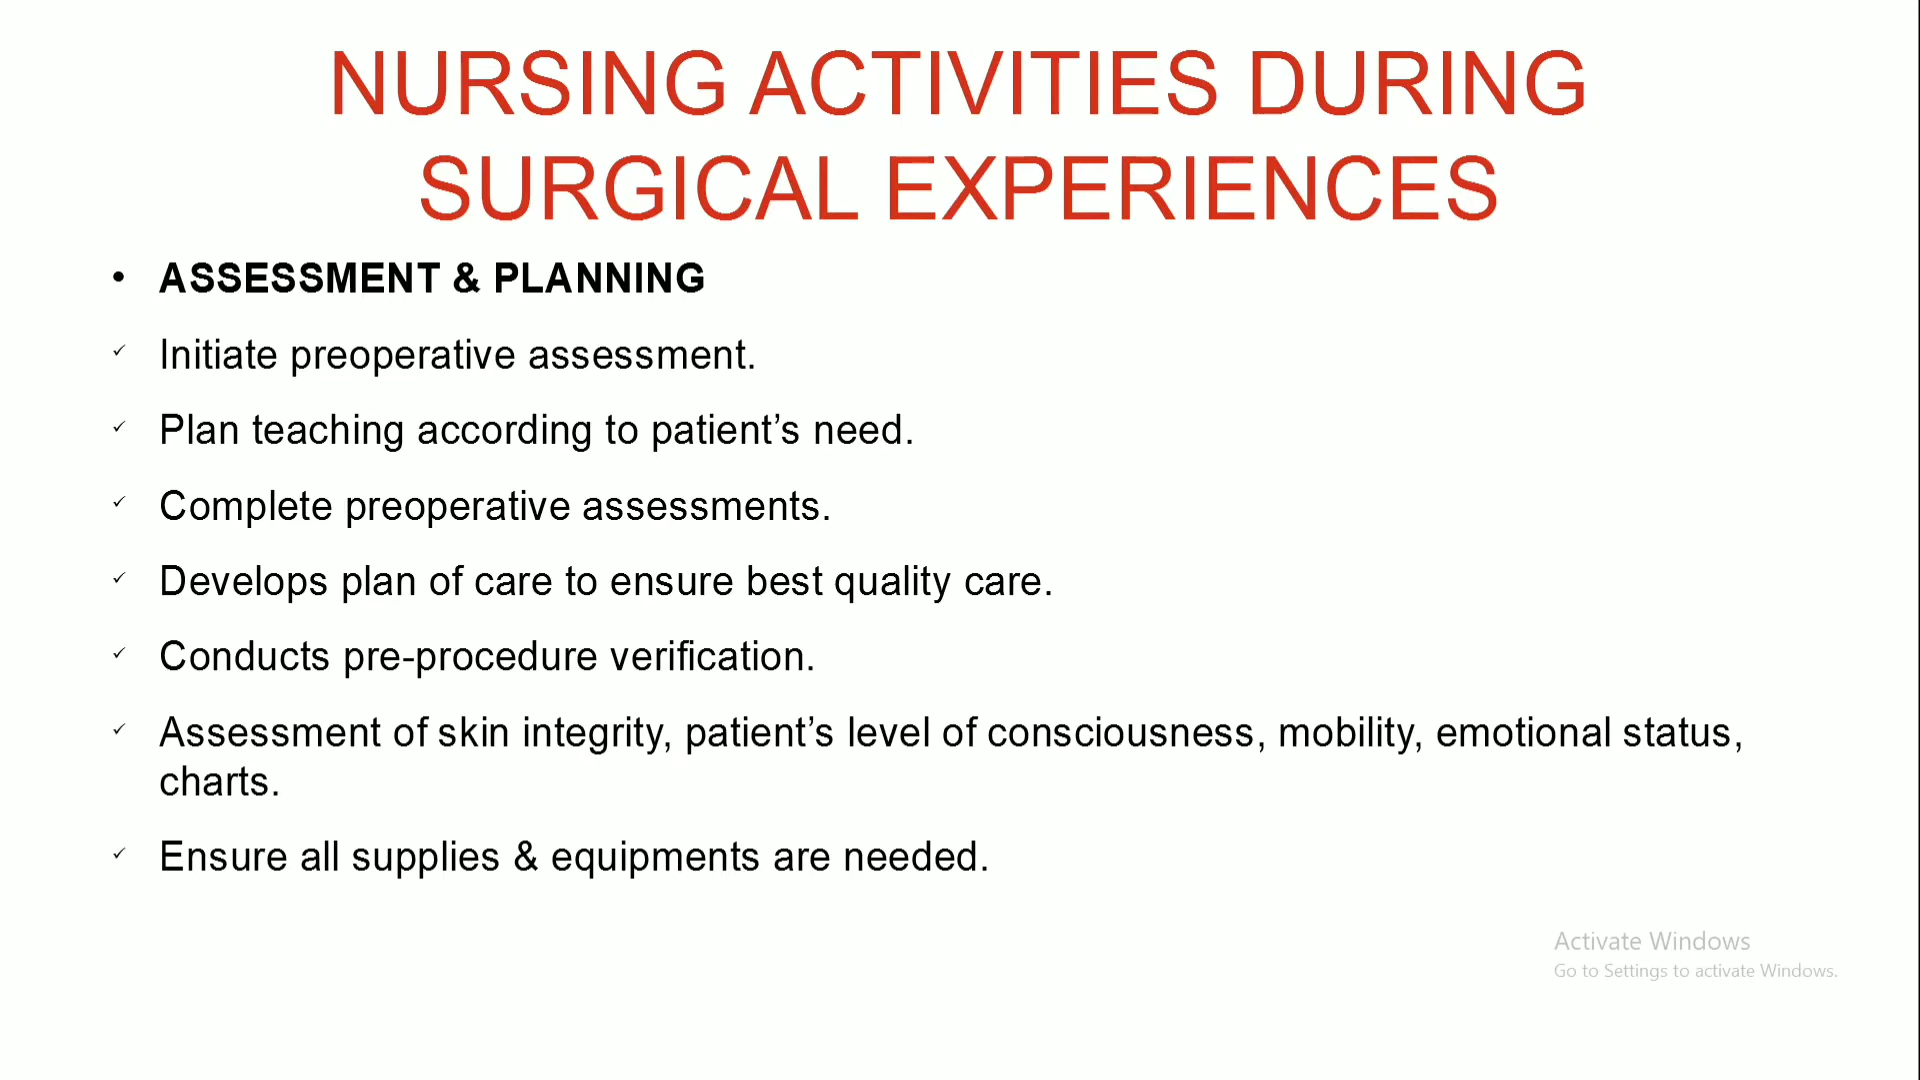 NURSING ACTIVITIES DURING
SURGICAL EXPERIENCES
• ASSESSMENT & PLANNING
✓ Initiate preoperative assessment.
✓ Plan teaching according to patient’s need.
✓ Complete preoperative assessments.
✓ Develops plan of care to ensure best quality care.
✓ Conducts pre-procedure verification.
✓ Assessment of skin integrity, patient’s level of consciousness, mobility, emotional status,
charts.
✓ Ensure all supplies & equipments are needed.
Activate Windows
Go to Settings to activate Windows.